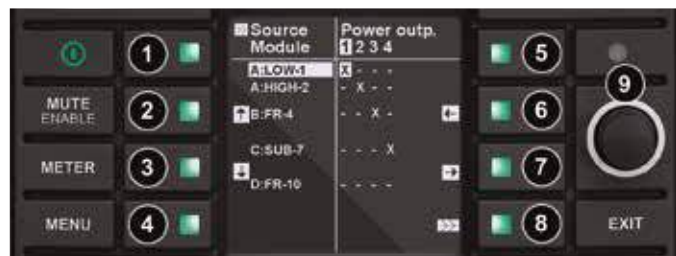 Source
Module
Power outp.
1 2 3 4
A:LOW-1 X - - -
A:HIGH-2 - X - -
B:FR-4 - - X -
C:SUB-7 - - - X
D:FR-10 - - - -
>>>
MUTE
ENABLE
METER
MENU
1
2
3
4
5
6
7
8
9
EXIT